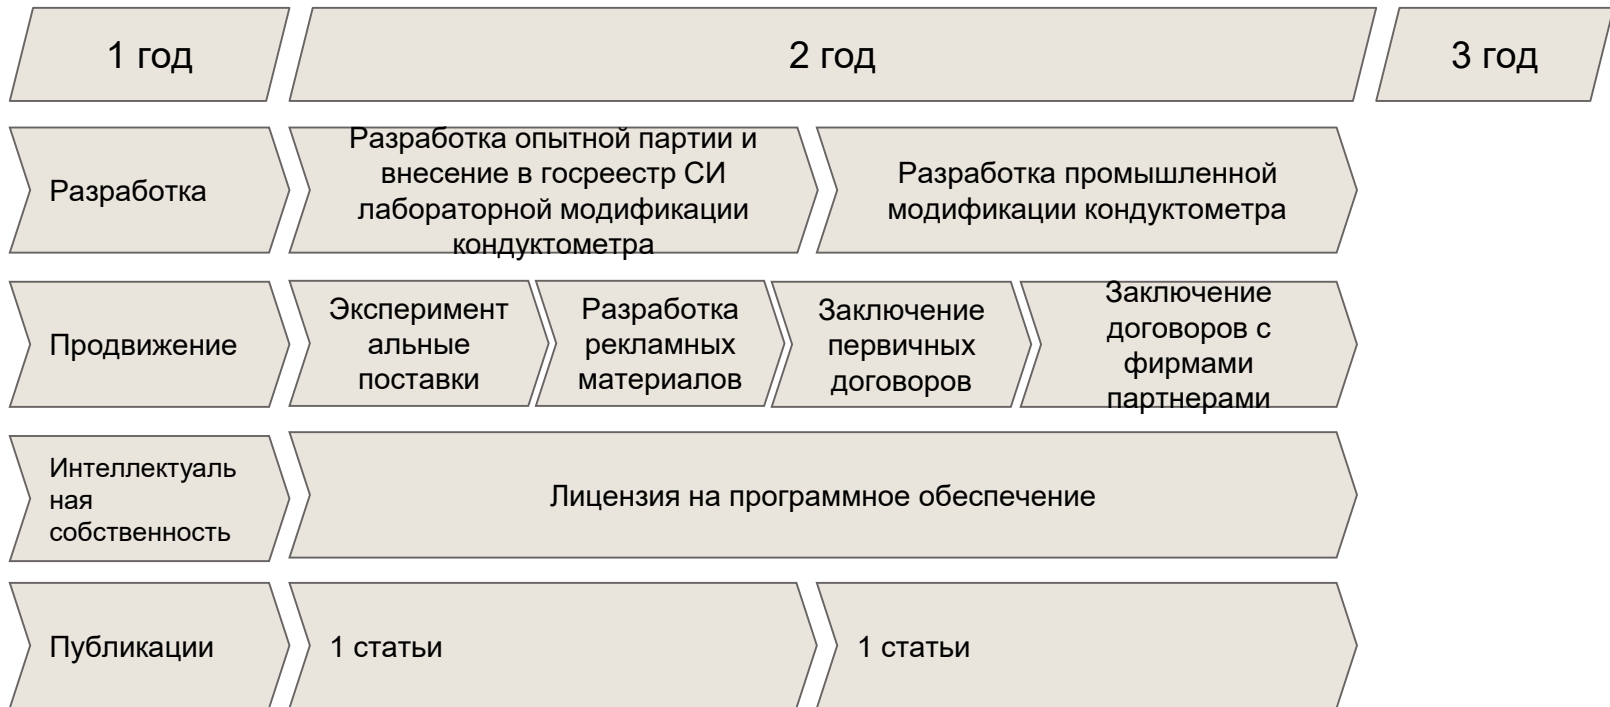 1 год
2 год
3 год
Разработка
Разработка опытной партии и
внесение в госреестр СИ
лабораторной модификации
кондуктометра
Разработка промышленной
модификации кондуктометра
Продвижение
Эксперимент
альные
поставки
Разработка
рекламных
материалов
Заключение
первичных
договоров
Заключение
договоров с
фирмами
партнерами
Интеллектуаль
ная
собственность
Лицензия на программное обеспечение
Публикации
1 статьи
1 статьи